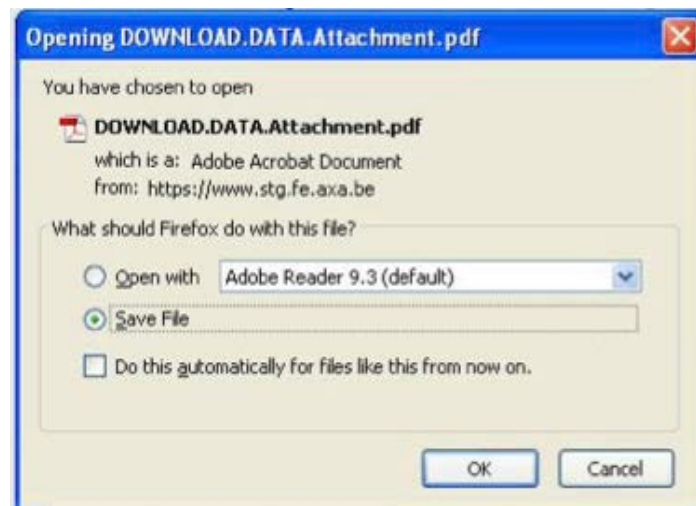 Opening DOWNLOAD.DATA.Attachment.pdf
You have chosen to open
DOWNLOAD.DATA.Attachment.pdf
which is a: Adobe Acrobat Document
from: https://www.stg.fe.axa.be
What should Firefox do with this file?
Open with Adobe Reader 9.3 (default)
Save File
Do this automatically for files like this from now on.
OK Cancel